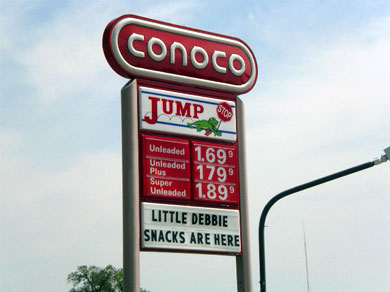 CONOCO
JUMP STOP
Unleaded 1.69 9
Unleaded Plus 1.79 9
Super Unleaded 1.89 9
LITTLE DEBBIE
SNACKS ARE HERE